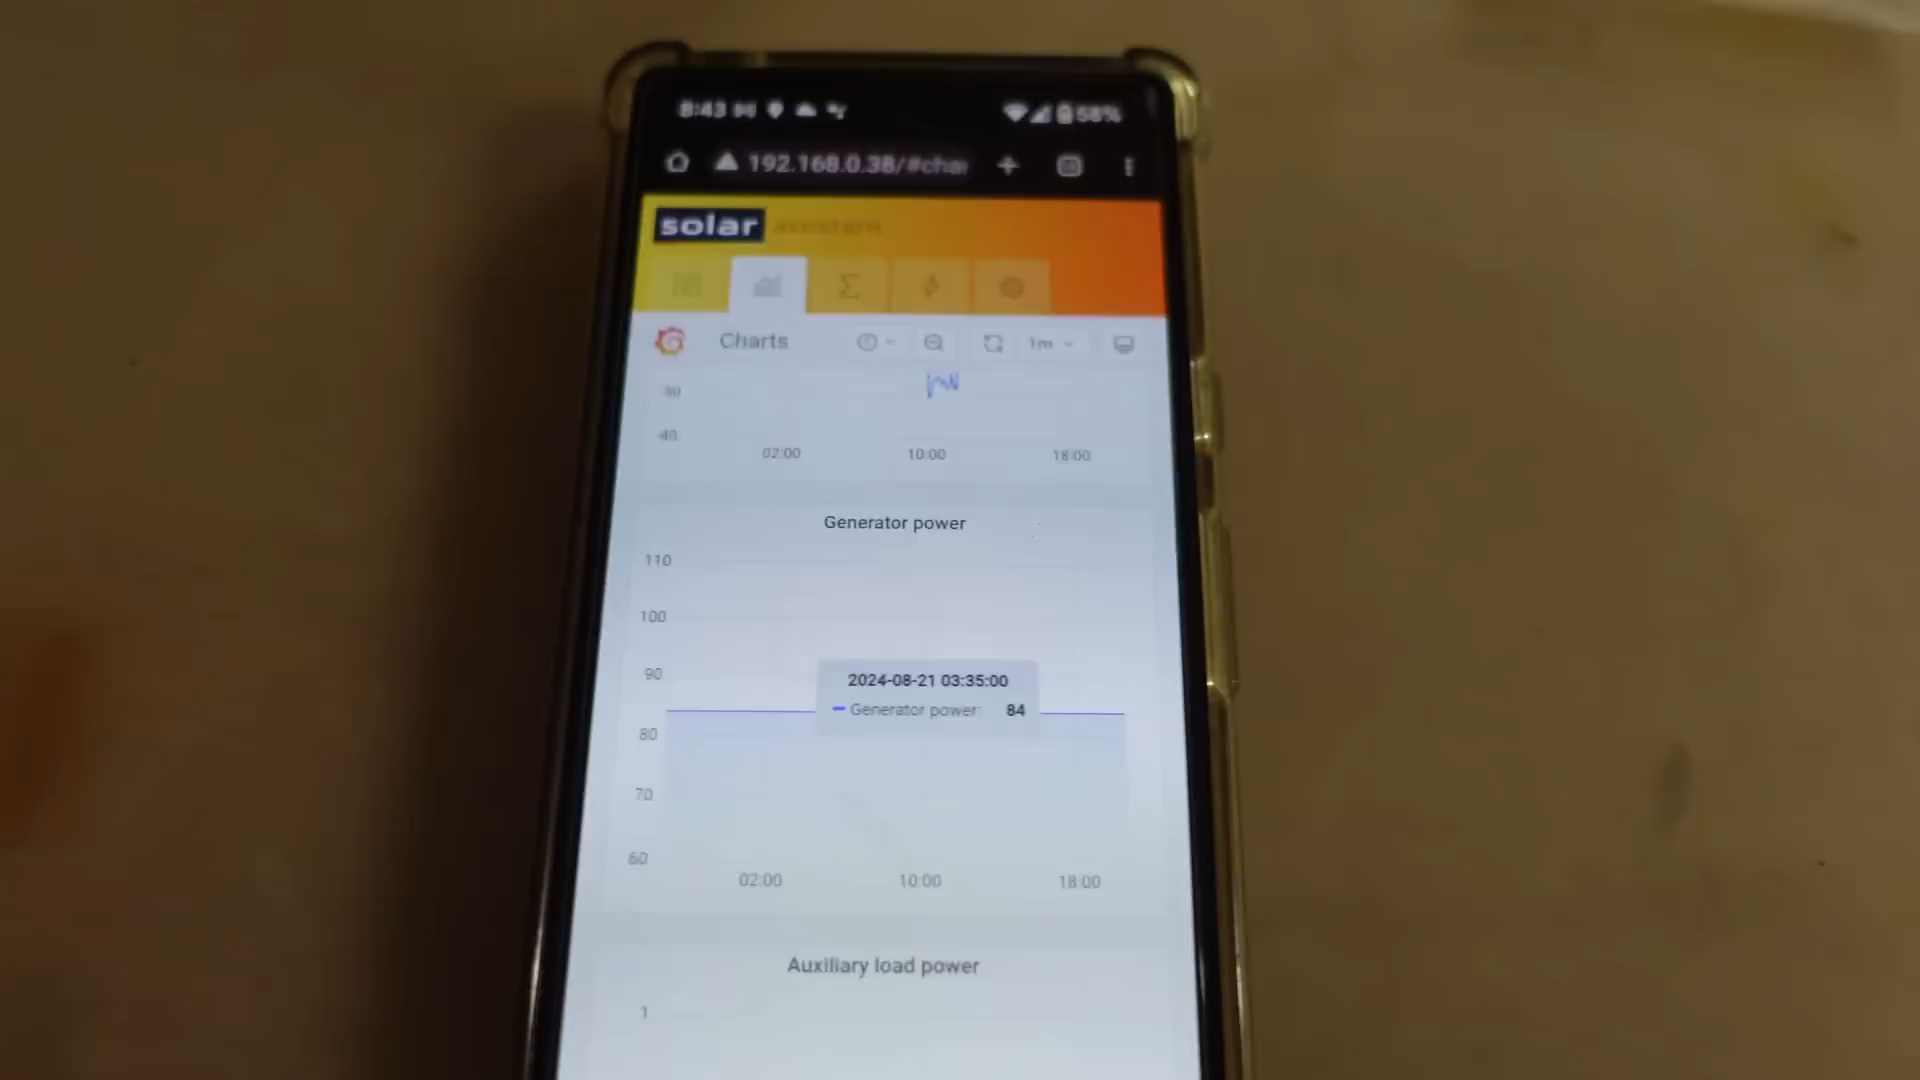 8:43 58%
192.168.0.38/#char
solar assistant
Charts 1m
40
02:00 10:00 18:00
Generator power
110
100
90
2024-08-21 03:35:00
Generator power: 84
80
70
60
02:00 10:00 18:00
Auxiliary load power
1